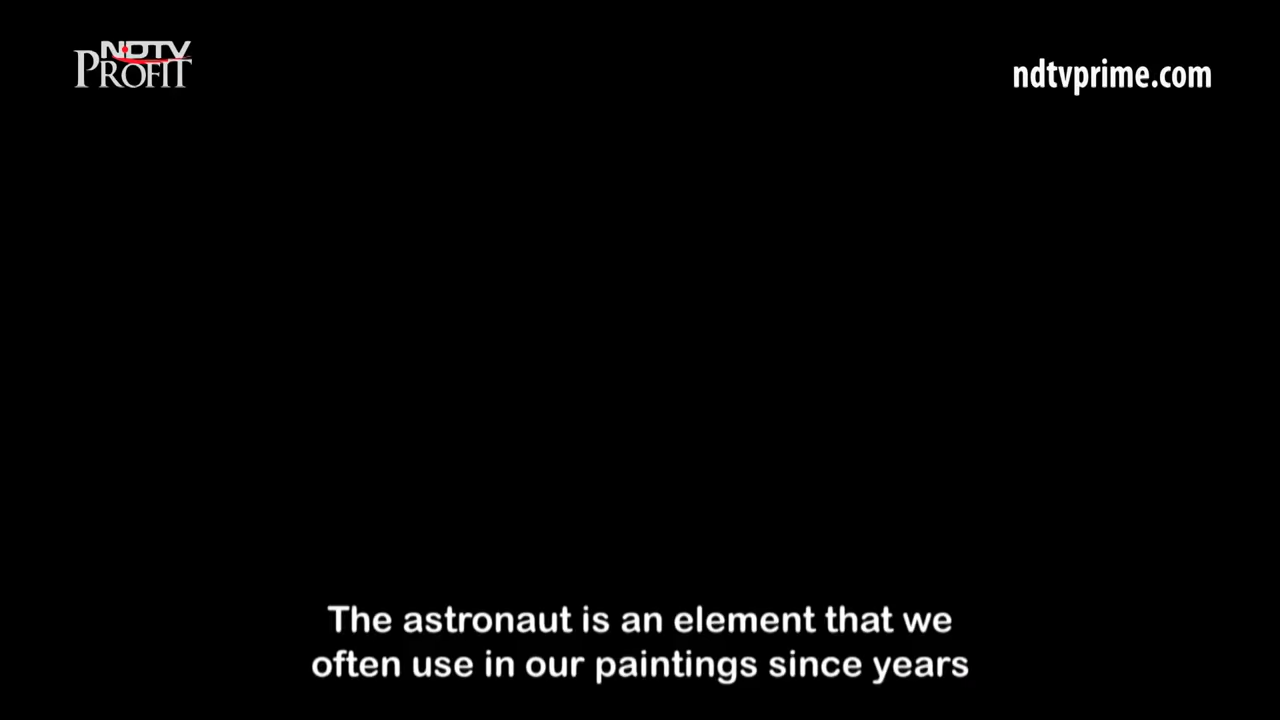 NDTV
PROFIT
ndtvprime.com
The astronaut is an element that we
often use in our paintings since years